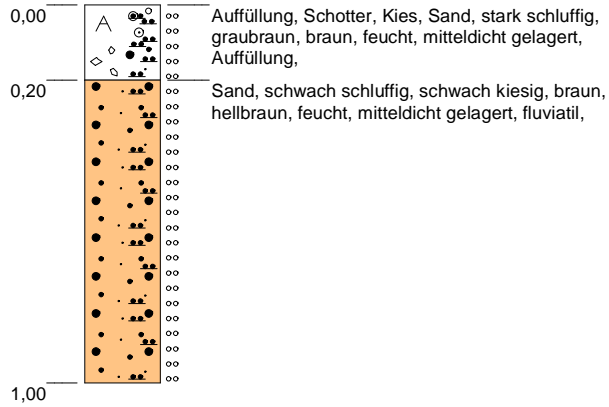 0,00
Auffüllung, Schotter, Kies, Sand, stark schluffig,
graubraun, braun, feucht, mitteldicht gelagert,
Auffüllung,
A
0,20
Sand, schwach schluffig, schwach kiesig, braun,
hellbraun, feucht, mitteldicht gelagert, fluviatil,
1,00